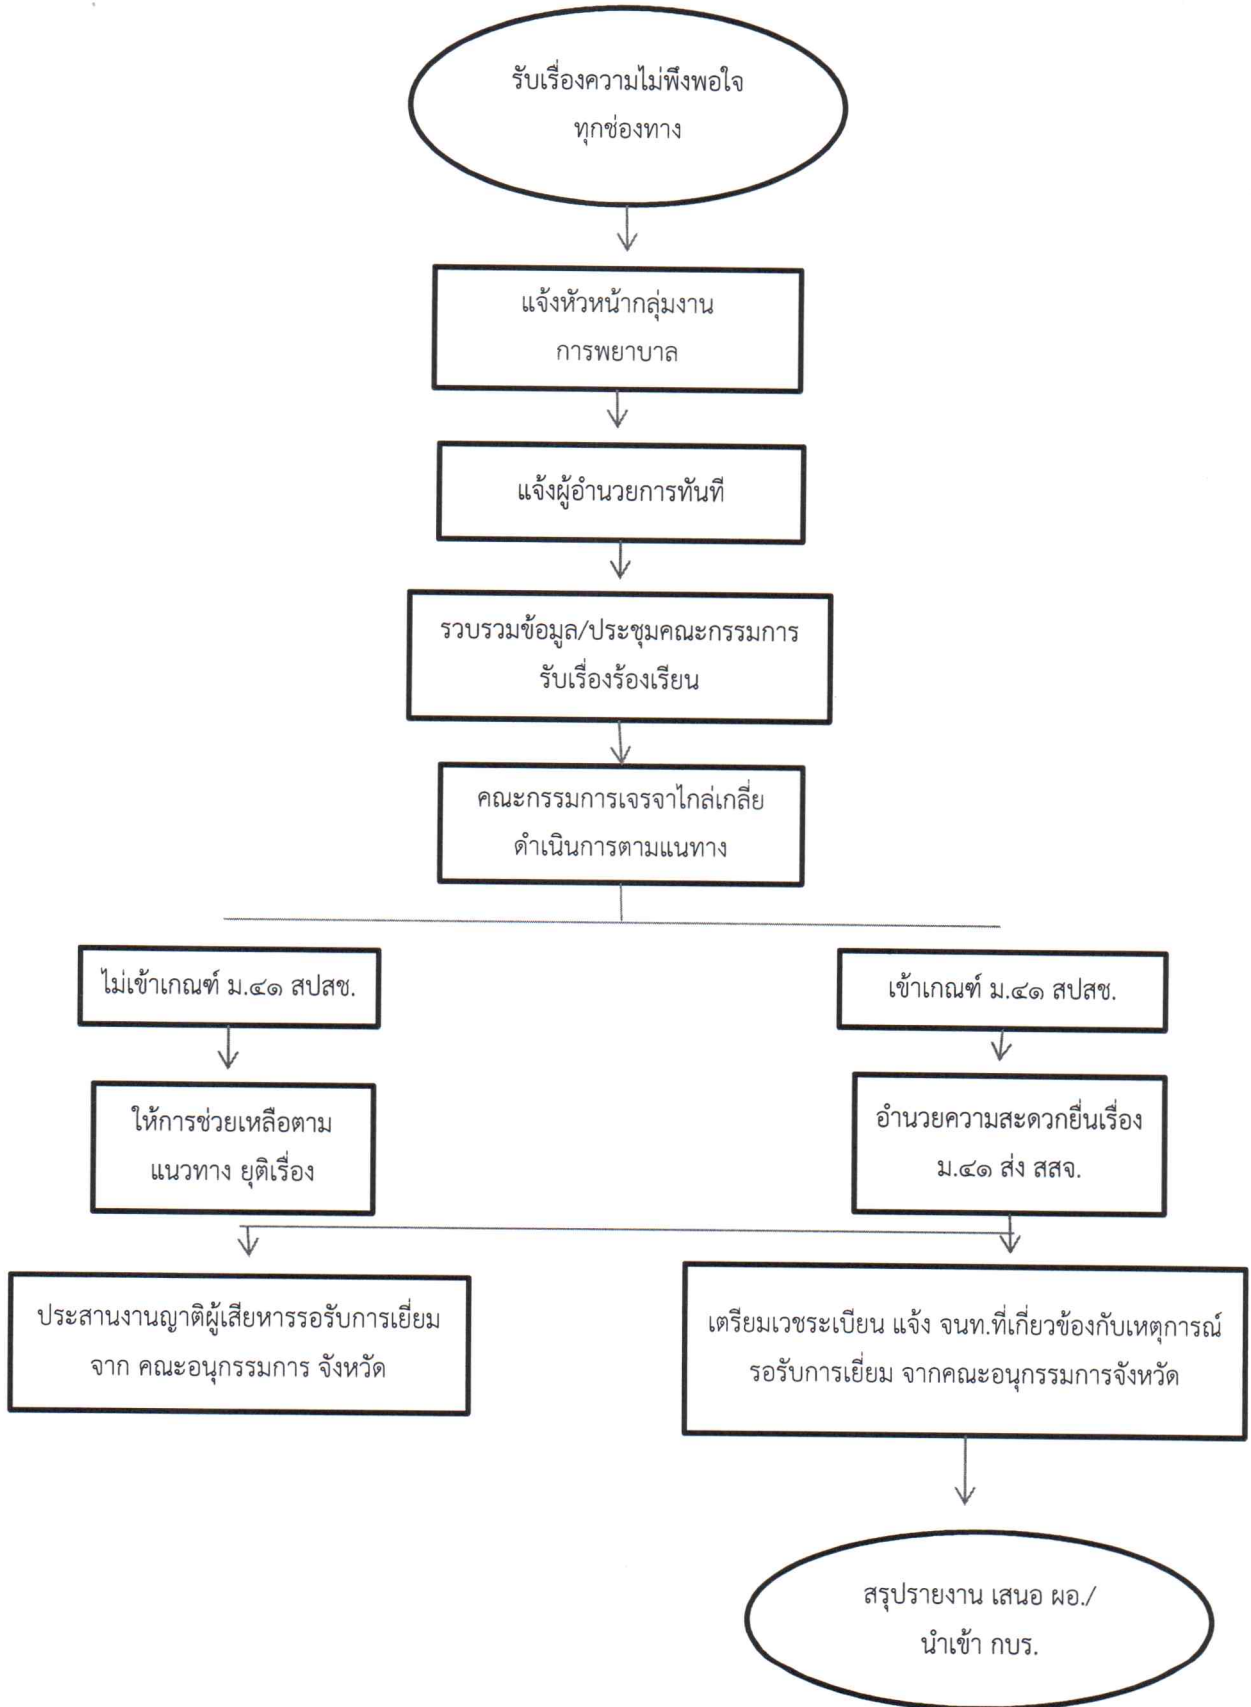 รับเรื่องความไม่พึงพอใจ
ทุกช่องทาง
แจ้งหัวหน้ากลุ่มงาน
การพยาบาล
แจ้งผู้อำนวยการทันที
รวบรวมข้อมูล/ประชุมคณะกรรมการ
รับเรื่องร้องเรียน
คณะกรรมการเจรจาไกล่เกลี่ย
ดำเนินการตามแนทาง
ไม่เข้าเกณฑ์ ม.๔๑ สปสช.
เข้าเกณฑ์ ม.๔๑ สปสช.
ให้การช่วยเหลือตาม
แนวทาง ยุติเรื่อง
อำนวยความสะดวกยื่นเรื่อง
ม.๔๑ ส่ง สสจ.
ประสานงานญาติผู้เสียหารรอรับการเยี่ยม
จาก คณะอนุกรรมการ จังหวัด
เตรียมเวชระเบียน แจ้ง จนท.ที่เกี่ยวข้องกับเหตุการณ์
รอรับการเยี่ยม จากคณะอนุกรรมการจังหวัด
สรุปรายงาน เสนอ ผอ./
นำเข้า กบร.